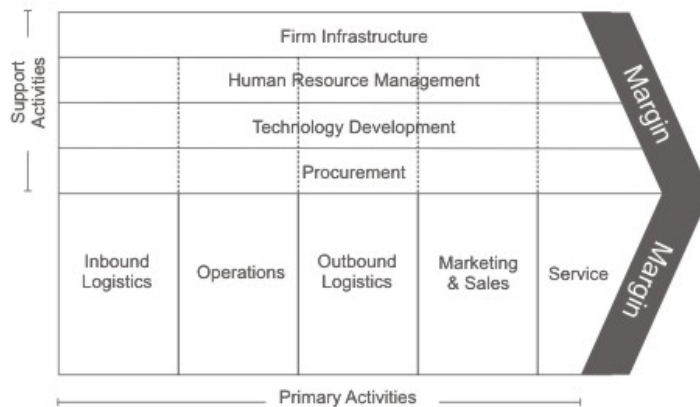 Support
Activities
Firm Infrastructure
Human Resource Management
Technology Development
Procurement
Margin
Inbound
Logistics
Operations
Outbound
Logistics
Marketing
& Sales
Service
Margin
Primary Activities